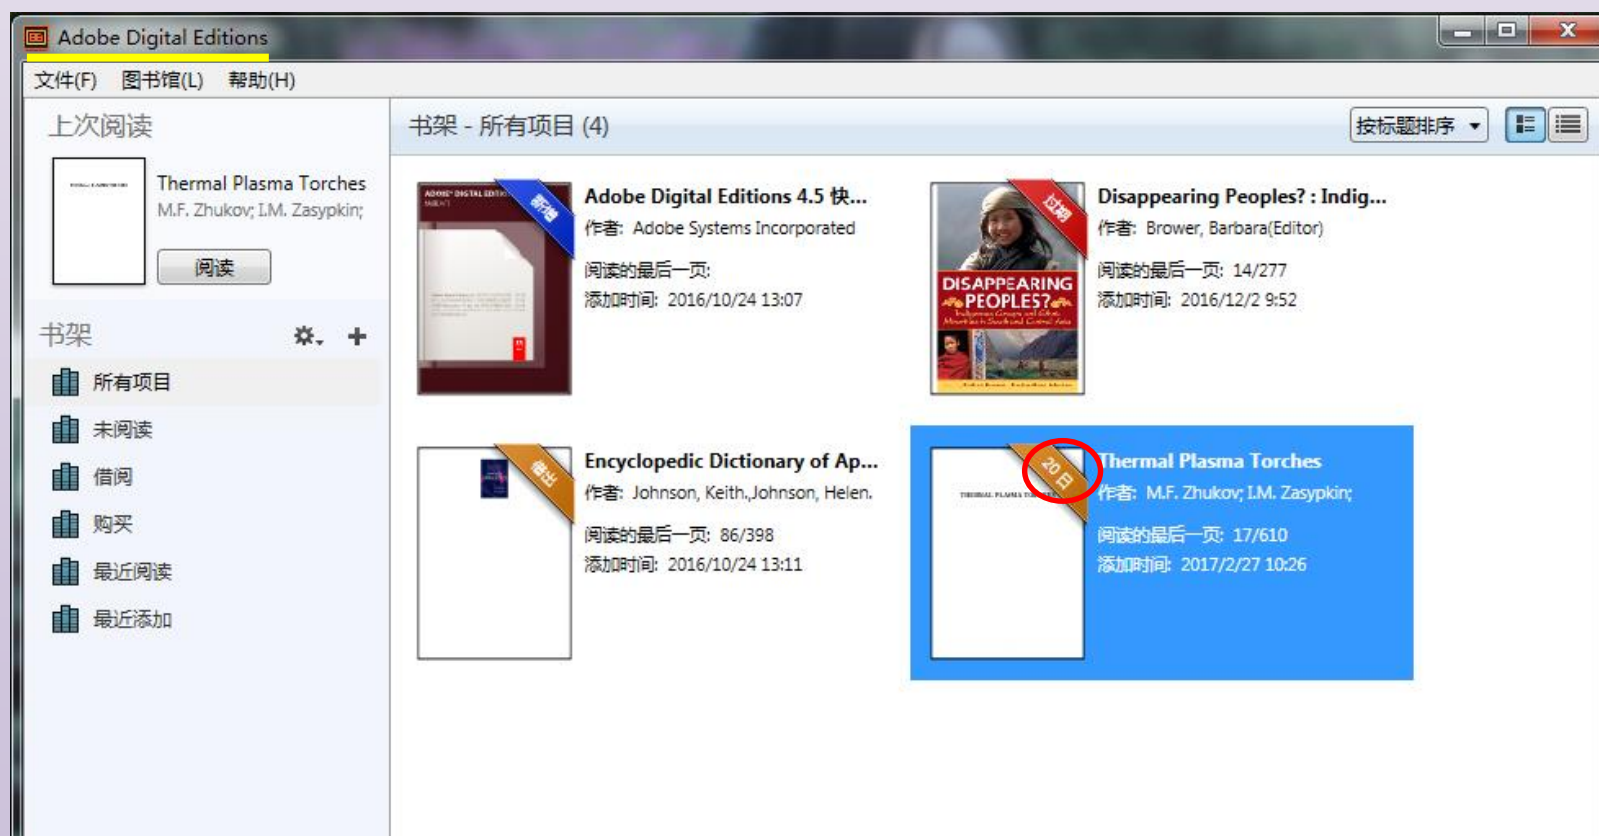 Adobe Digital Editions
文件(F) 图书馆(L) 帮助(H)
上次阅读
Thermal Plasma Torches
M.F. Zhukov; I.M. Zasypkin;
阅读
书架
所有项目
未阅读
借阅
购买
最近阅读
最近添加
书架 - 所有项目 (4)
按标题排序
新增
Adobe Digital Editions 4.5 快...
作者: Adobe Systems Incorporated
阅读的最后一页:
添加时间: 2016/10/24 13:07
过期
DISAPPEARING
PEOPLES?
Disappearing Peoples? : Indig...
作者: Brower, Barbara(Editor)
阅读的最后一页: 14/277
添加时间: 2016/12/2 9:52
借出
Encyclopedic Dictionary of Ap...
作者: Johnson, Keith.,Johnson, Helen.
阅读的最后一页: 86/398
添加时间: 2016/10/24 13:11
20 日
Thermal Plasma Torches
作者: M.F. Zhukov; I.M. Zasypkin;
阅读的最后一页: 17/610
添加时间: 2017/2/27 10:26